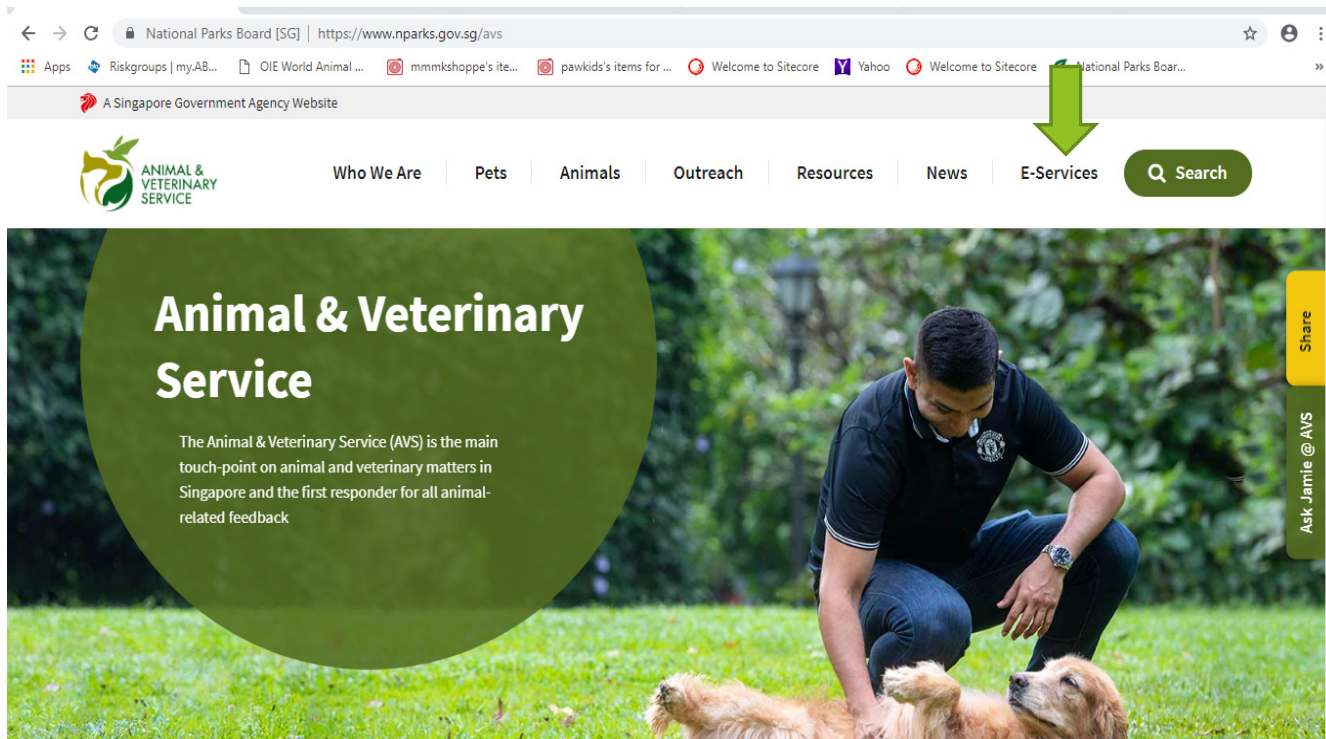 National Parks Board [SG] | https://www.nparks.gov.sg/avs
Apps Riskgroups | my.AB... OIE World Animal ... mmmkshoppe's ite... pawkids's items for ... Welcome to Sitecore Yahoo Welcome to Sitecore National Parks Boar... »
A Singapore Government Agency Website
ANIMAL &
VETERINARY
SERVICE
Who We Are Pets Animals Outreach Resources News E-Services Search
Animal & Veterinary
Service
The Animal & Veterinary Service (AVS) is the main
touch-point on animal and veterinary matters in
Singapore and the first responder for all animal-
related feedback
Share
Ask Jamie @ AVS